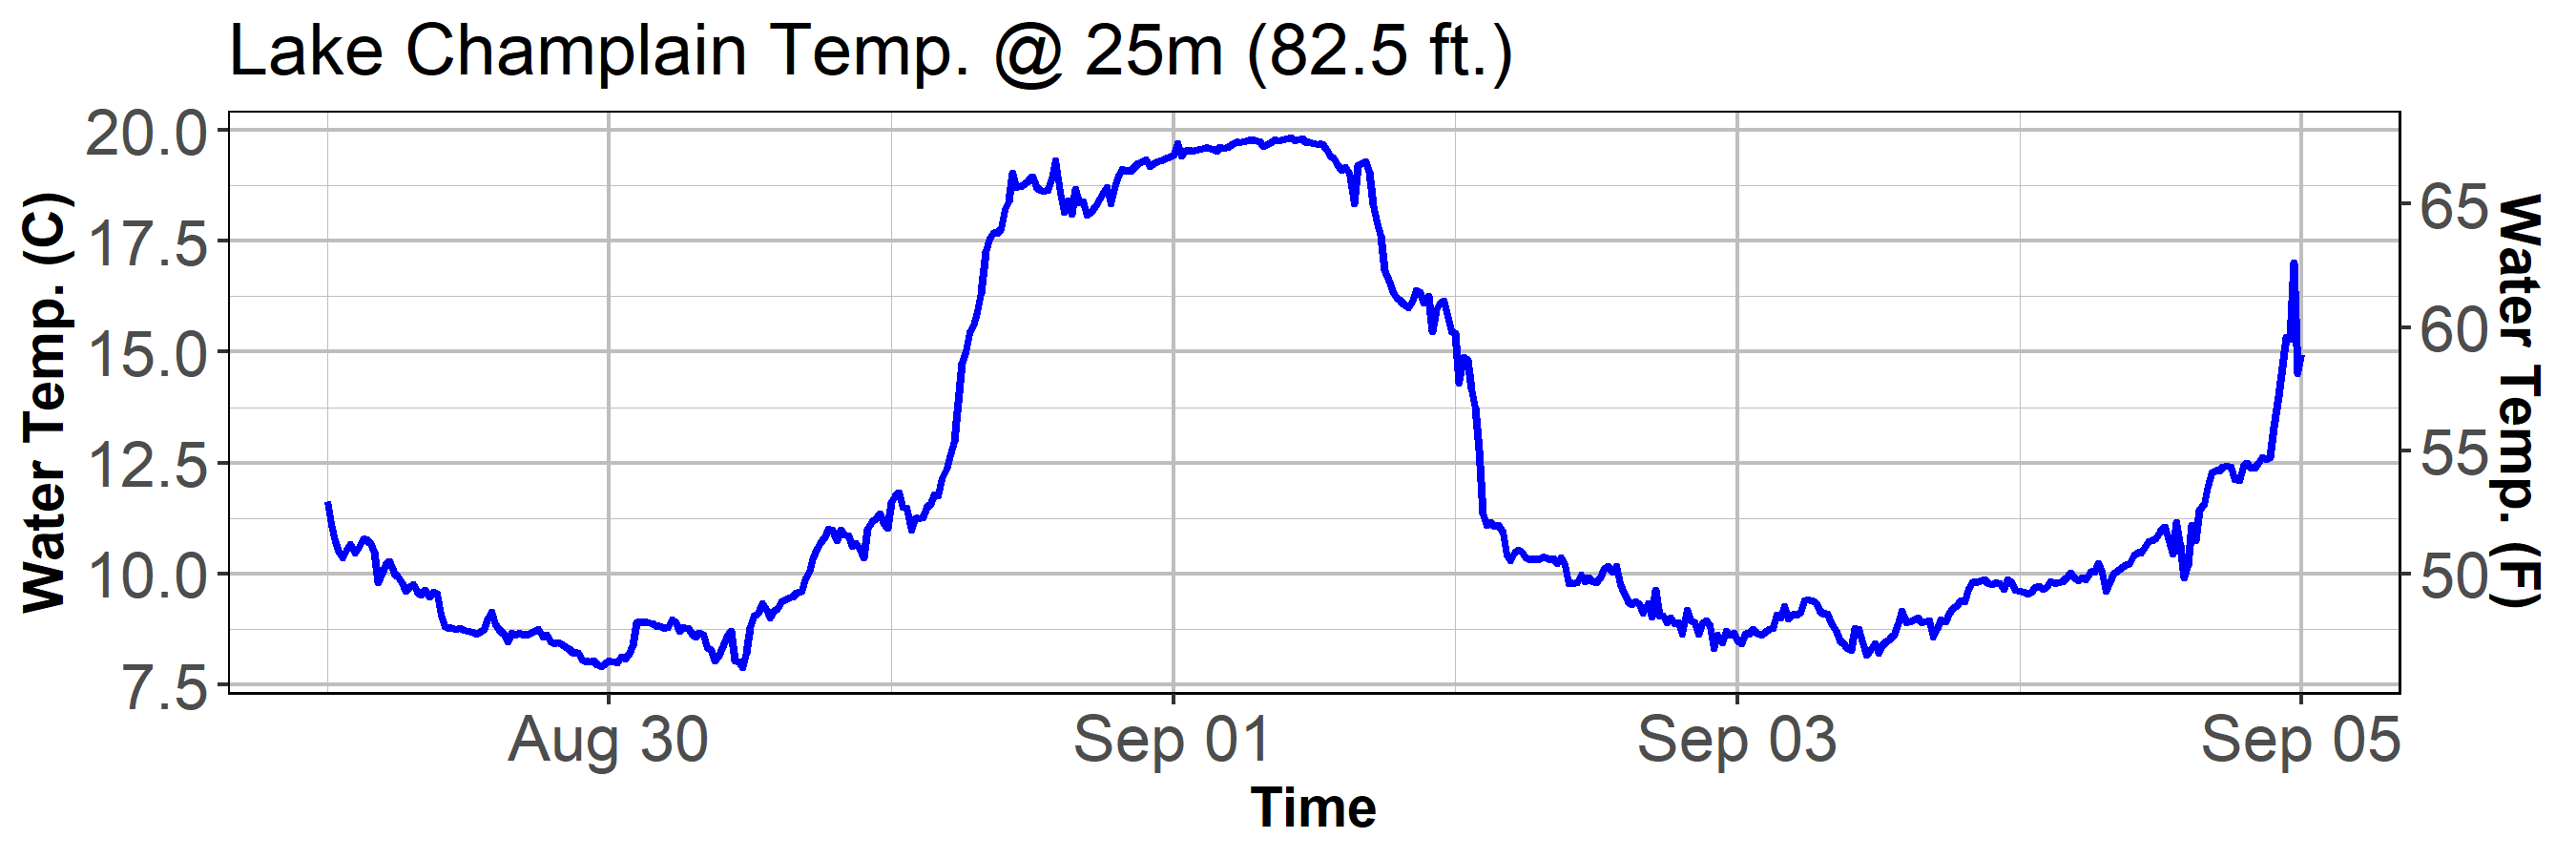 Lake Champlain Temp. @ 25m (82.5 ft.)
Water Temp. (C)
20.0
17.5
15.0
12.5
10.0
7.5
65
60
55
50
Water Temp. (F)
Aug 30 Sep 01 Sep 03 Sep 05
Time